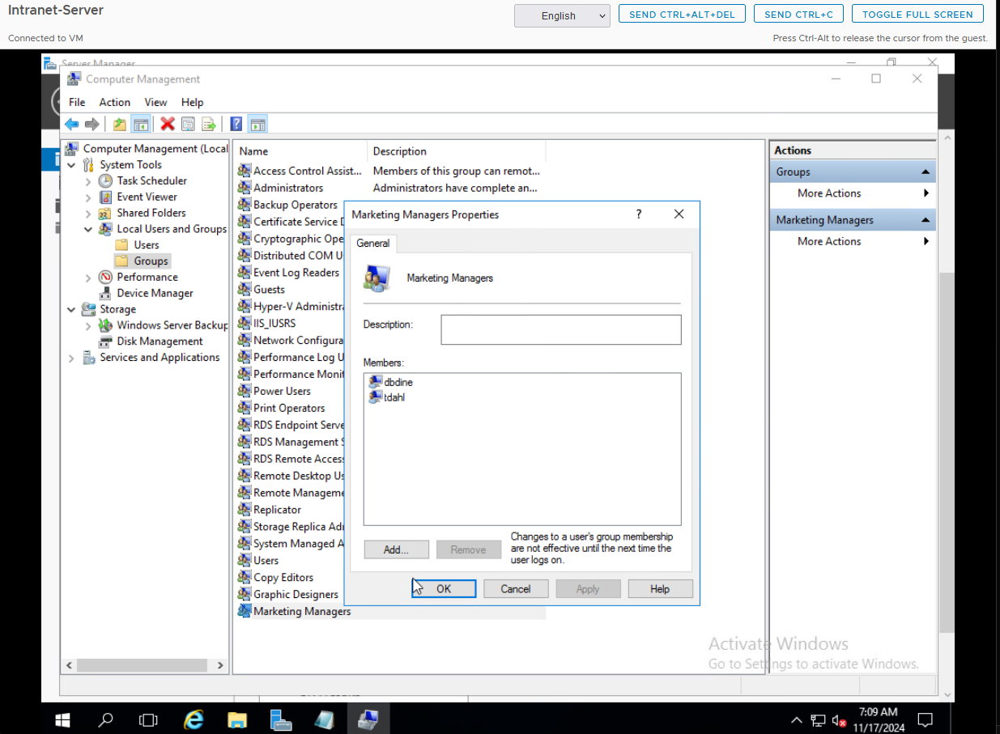 Intranet-Server
English
SEND CTRL+ALT+DEL
SEND CTRL+C
TOGGLE FULL SCREEN
Connected to VM
Press Ctrl-Alt to release the cursor from the guest.
Server Manager
Computer Management
File Action View Help
Computer Management (Local
System Tools
Task Scheduler
Event Viewer
Shared Folders
Local Users and Groups
Users
Groups
Performance
Device Manager
Storage
Windows Server Backup
Disk Management
Services and Applications
Name Description
Access Control Assist... Members of this group can remot...
Administrators Administrators have complete an...
Backup Operators
Certificate Service D
Cryptographic Ope
Distributed COM U
Event Log Readers
Guests
Hyper-V Administra
IIS_IUSRS
Network Configura
Performance Log U
Performance Monit
Power Users
Print Operators
RDS Endpoint Serve
RDS Management S
RDS Remote Access
Remote Desktop Us
Remote Manageme
Replicator
Storage Replica Adr
System Managed A
Users
Copy Editors
Graphic Designers
Marketing Managers
Marketing Managers Properties
?
General
Marketing Managers
Description:
Members:
dbdine
tdahl
Add...
Remove
Changes to a user's group membership
are not effective until the next time the
user logs on.
OK
Cancel
Apply
Help
Actions
Groups
More Actions
Marketing Managers
More Actions
Activate Windows
Go to Settings to activate Windows.
7:09 AM
11/17/2024